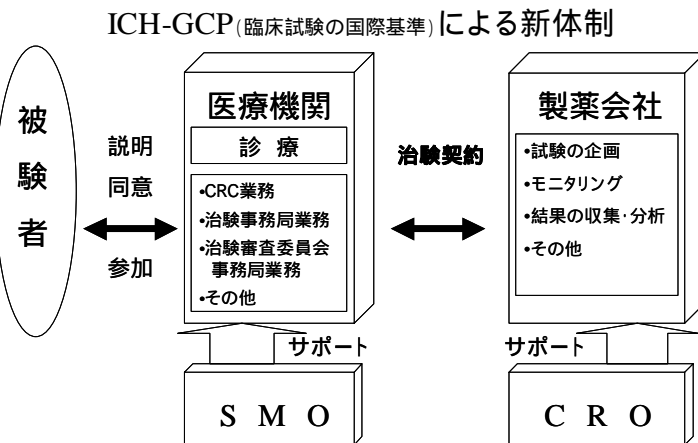 ICH-GCP(臨床試験の国際基準)による新体制
被験者
説明
同意
参加
医療機関
診 療
•CRC業務
•治験事務局業務
•治験審査委員会
事務局業務
•その他
治験契約
製薬会社
•試験の企画
•モニタリング
•結果の収集・分析
•その他
サポート
サポート
S M O
C R O